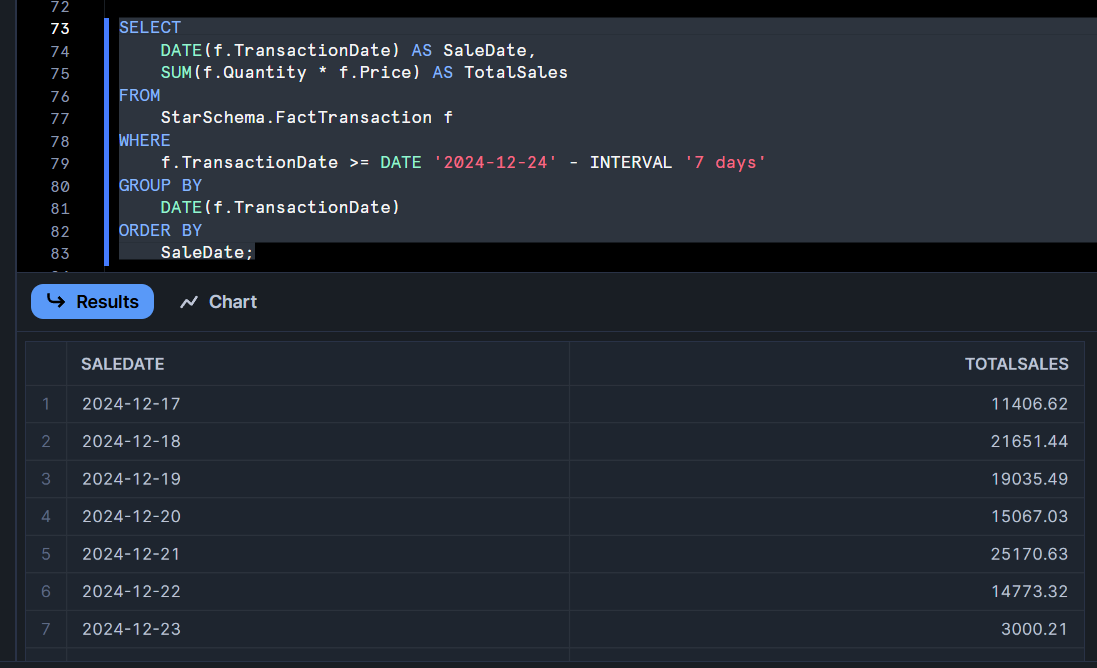 72
73 SELECT
74 DATE(f.TransactionDate) AS SaleDate,
75 SUM(f.Quantity * f.Price) AS TotalSales
76 FROM
77 StarSchema.FactTransaction f
78 WHERE
79 f.TransactionDate >= DATE '2024-12-24' - INTERVAL '7 days'
80 GROUP BY
81 DATE(f.TransactionDate)
82 ORDER BY
83 SaleDate;
Results Chart
SALEDATE TOTALSALES
1 2024-12-17 11406.62
2 2024-12-18 21651.44
3 2024-12-19 19035.49
4 2024-12-20 15067.03
5 2024-12-21 25170.63
6 2024-12-22 14773.32
7 2024-12-23 3000.21